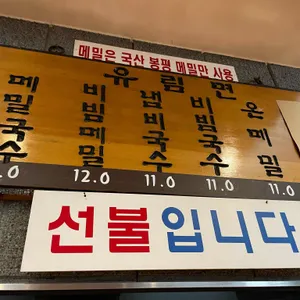 메밀은 국산 봉평 메밀만 사용
유림면
메밀국수
비빔메밀
냄비국수
비빔국수
온메밀
.0 12.0 11.0 11.0 11.0
선불입니다